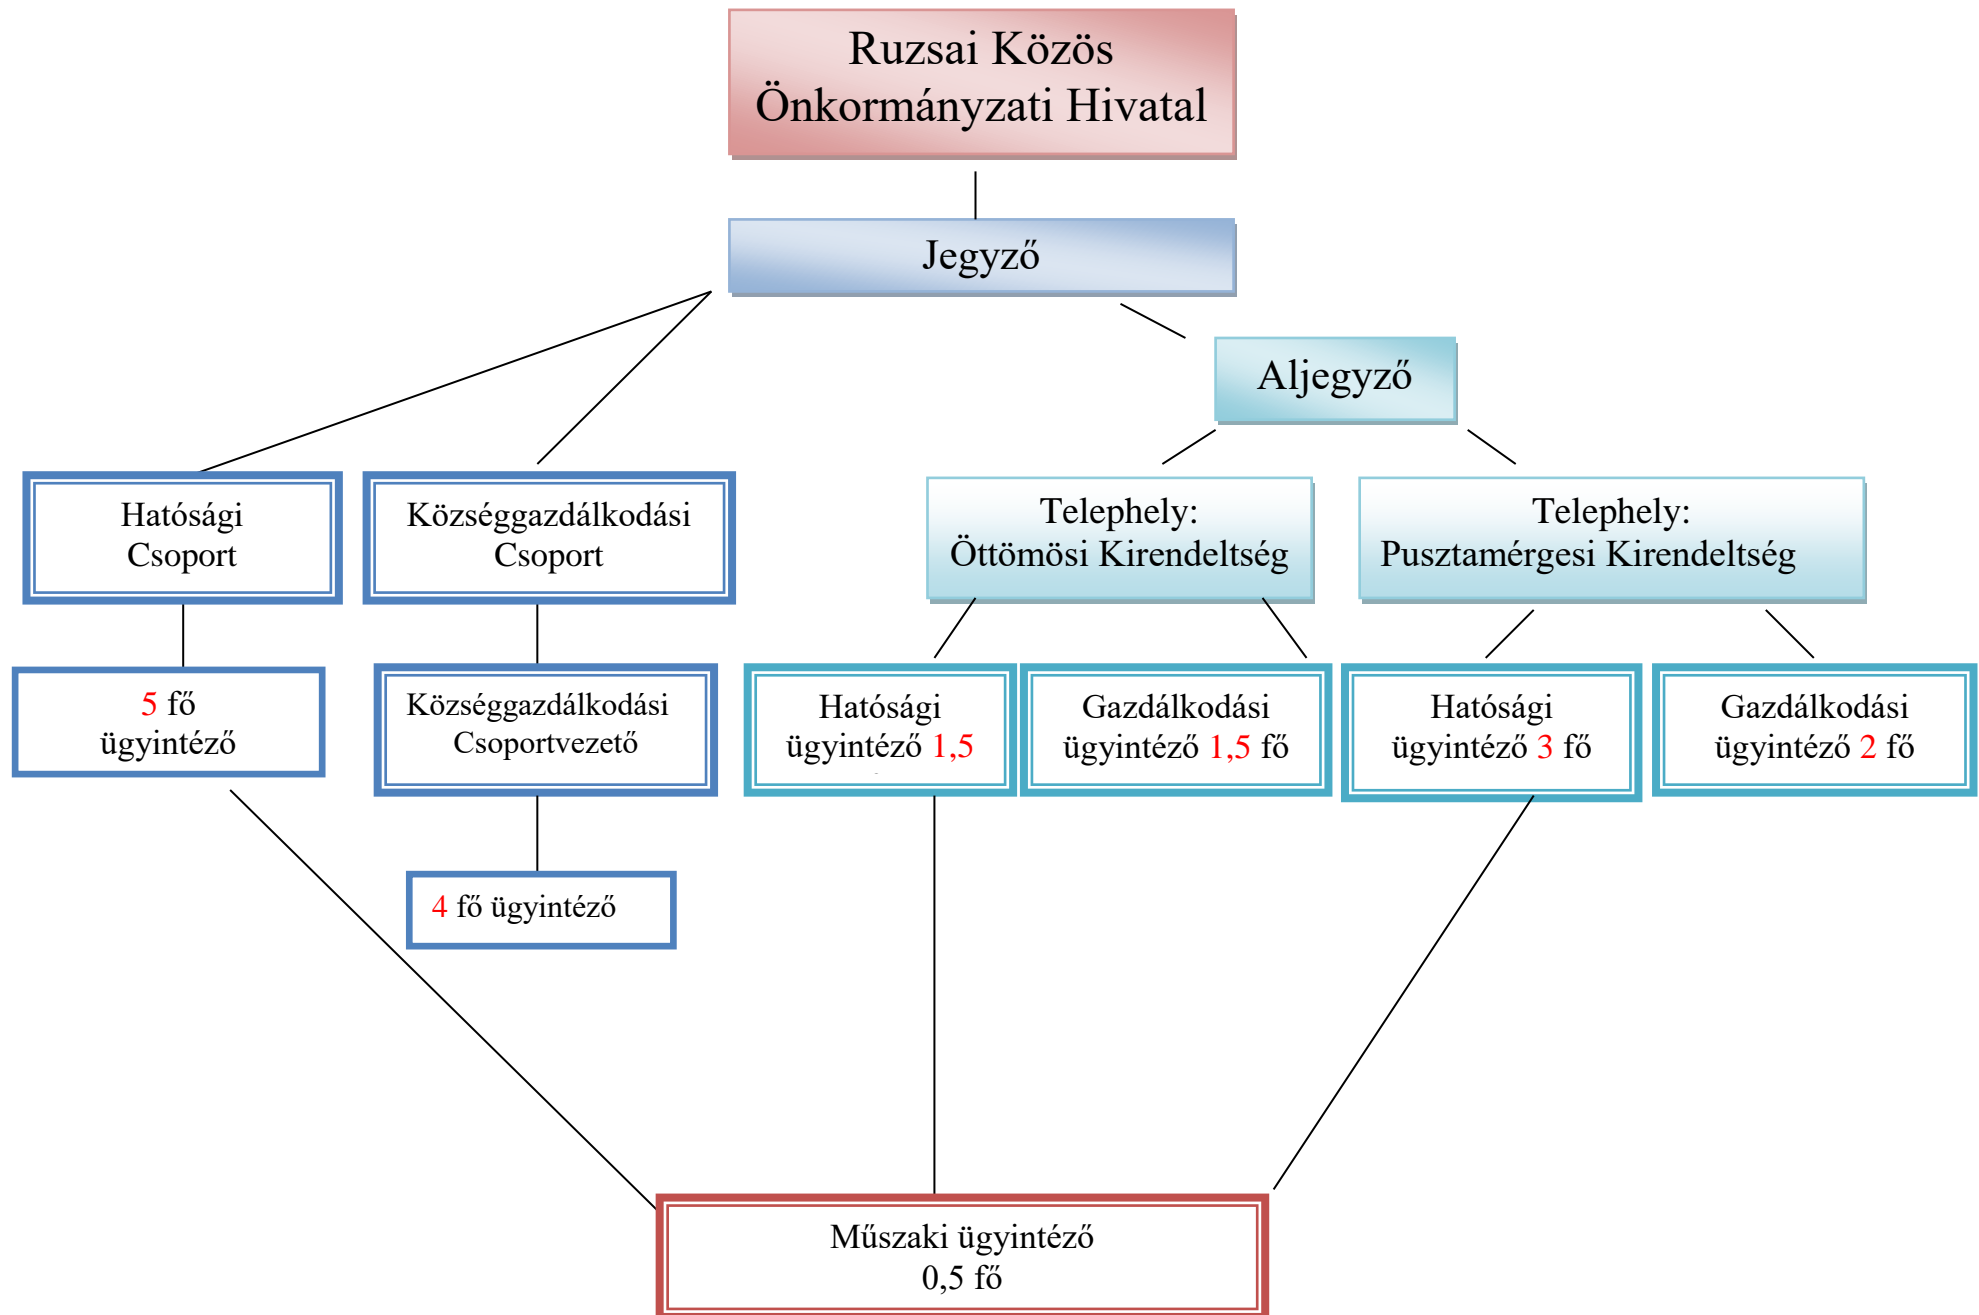 Ruzsai Közös
Önkormányzati Hivatal
Jegyző
Aljegyző
Hatósági
Csoport
Községgazdálkodási
Csoport
Telephely:
Öttömösi Kirendeltség
Telephely:
Pusztamérgesi Kirendeltség
5 fő
ügyintéző
Községgazdálkodási
Csoportvezető
Hatósági
ügyintéző 1,5
Gazdálkodási
ügyintéző 1,5 fő
Hatósági
ügyintéző 3 fő
Gazdálkodási
ügyintéző 2 fő
4 fő ügyintéző
Műszaki ügyintéző
0,5 fő